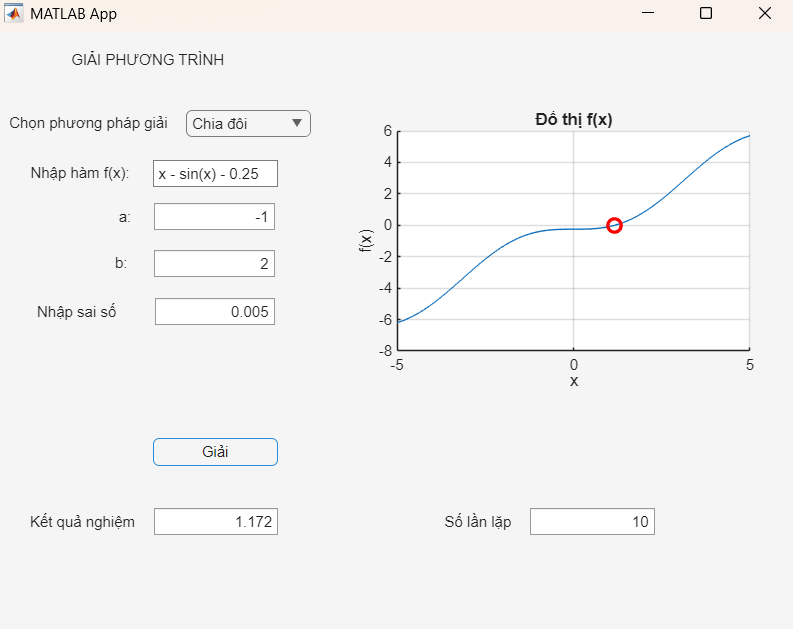 MATLAB App
GIẢI PHƯƠNG TRÌNH
Chọn phương pháp giải
Chia đôi
Nhập hàm f(x):
x - sin(x) - 0.25
a:
-1
b:
2
Nhập sai số
0.005
Đồ thị f(x)
6
4
2
0
-2
-4
-6
-8
f(x)
-5
0
5
x
Giải
Kết quả nghiệm
1.172
Số lần lặp
10